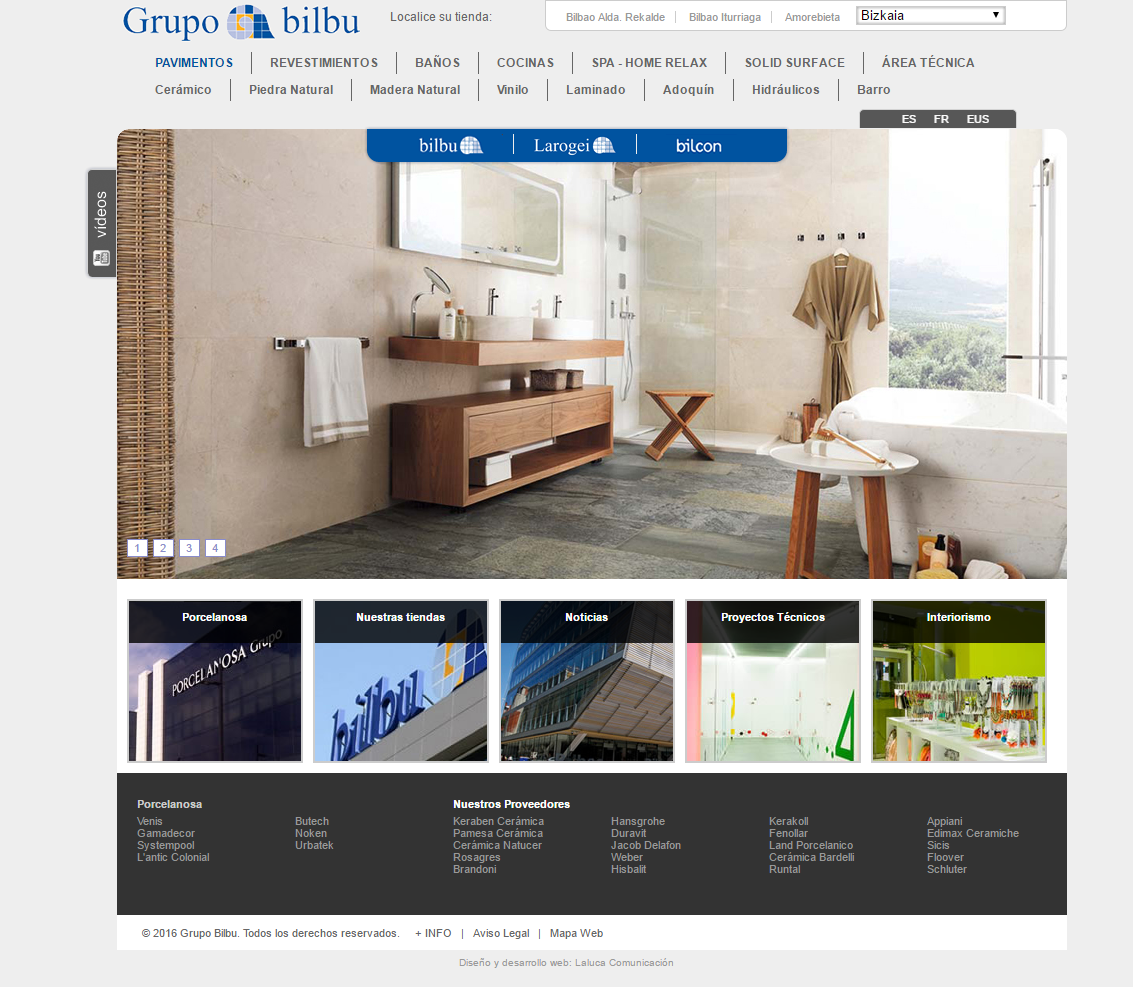 Grupo bilbu
Localice su tienda:
Bilbao Alda. Rekalde | Bilbao Iturriaga | Amorebieta
Bizkaia
PAVIMENTOS | REVESTIMIENTOS | BAÑOS | COCINAS | SPA - HOME RELAX | SOLID SURFACE | ÁREA TÉCNICA
Cerámico | Piedra Natural | Madera Natural | Vinilo | Laminado | Adoquín | Hidráulicos | Barro
ES FR EUS
bilbu | Larogei | bilcon
vídeos
1 2 3 4
Porcelanosa
PORCELANOSA Grupo
Nuestras tiendas
bilbu
Noticias
Proyectos Técnicos
Interiorismo
Porcelanosa
Venis
Gamadecor
Systempool
L'antic Colonial
Butech
Noken
Urbatek
Nuestros Proveedores
Keraben Cerámica
Pamesa Cerámica
Cerámica Natucer
Rosagres
Brandoni
Hansgrohe
Duravit
Jacob Delafon
Weber
Hisbalit
Kerakoll
Fenollar
Land Porcelanico
Cerámica Bardelli
Runtal
Appiani
Edimax Ceramiche
Sicis
Floover
Schluter
© 2016 Grupo Bilbu. Todos los derechos reservados. + INFO | Aviso Legal | Mapa Web
Diseño y desarrollo web: Laluca Comunicación